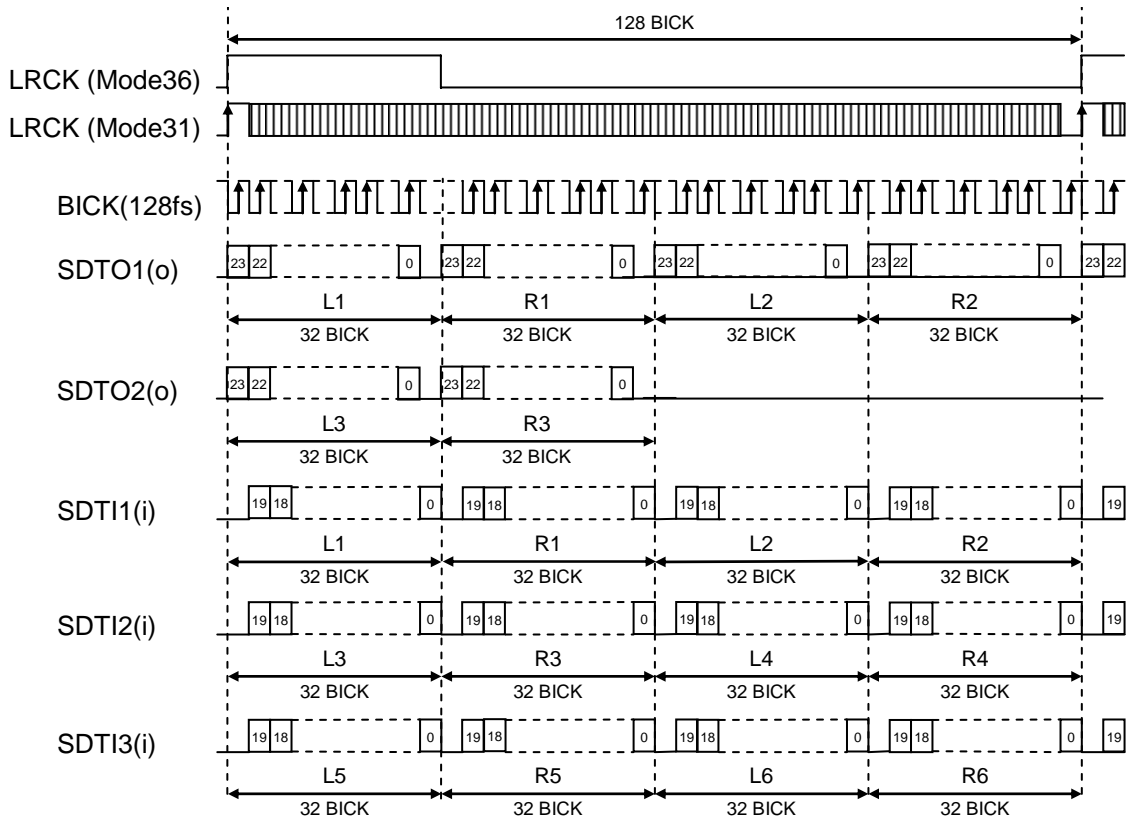 128 BICK
LRCK (Mode36)
LRCK (Mode31)
BICK(128fs)
SDTO1(o)
23 22 0 23 22 0 23 22 0 23 22 0 23 22
L1 R1 L2 R2
32 BICK 32 BICK 32 BICK 32 BICK
SDTO2(o)
23 22 0 23 22 0
L3 R3
32 BICK 32 BICK
SDTI1(i)
19 18 0 19 18 0 19 18 0 19 18 0 19
L1 R1 L2 R2
32 BICK 32 BICK 32 BICK 32 BICK
SDTI2(i)
19 18 0 19 18 0 19 18 0 19 18 0 19
L3 R3 L4 R4
32 BICK 32 BICK 32 BICK 32 BICK
SDTI3(i)
19 18 0 19 18 0 19 18 0 19 18 0 19
L5 R5 L6 R6
32 BICK 32 BICK 32 BICK 32 BICK